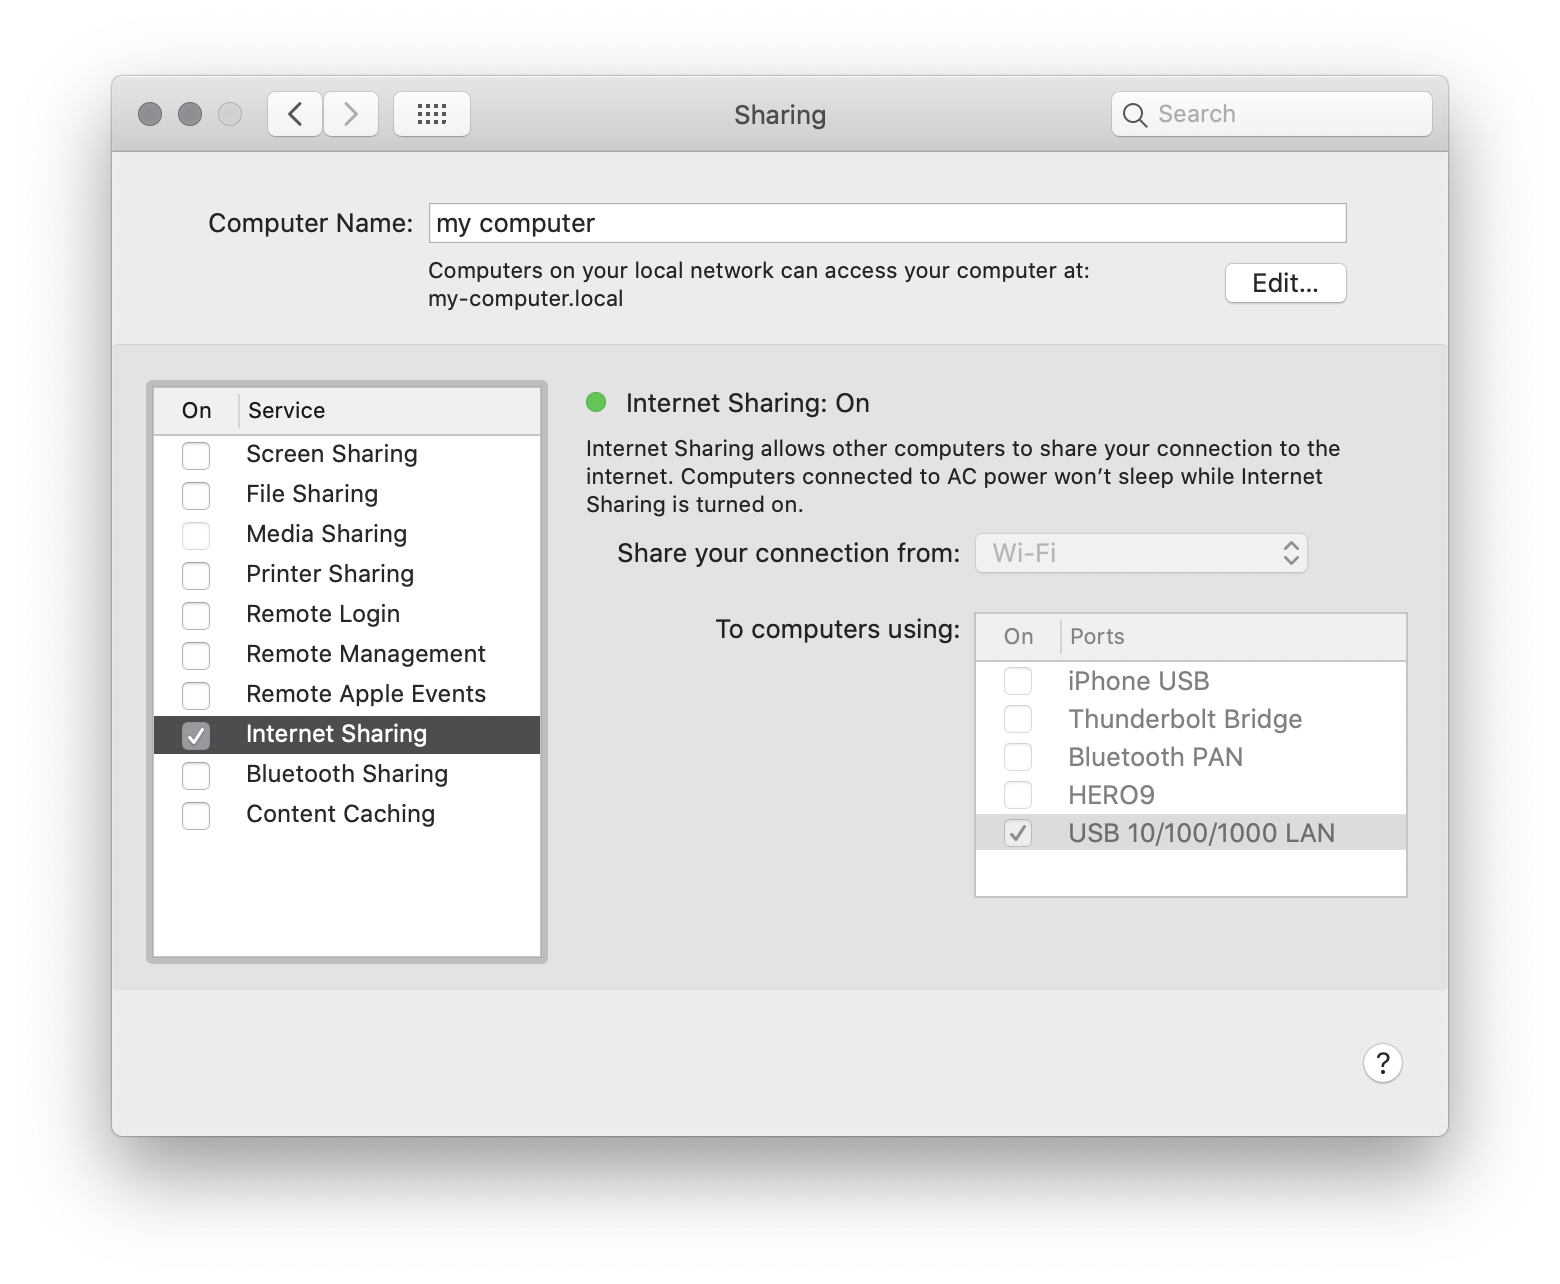 Sharing
Search
Computer Name: my computer
Computers on your local network can access your computer at:
my-computer.local
Edit...
On Service
Screen Sharing
File Sharing
Media Sharing
Printer Sharing
Remote Login
Remote Management
Remote Apple Events
Internet Sharing
Bluetooth Sharing
Content Caching
Internet Sharing: On
Internet Sharing allows other computers to share your connection to the
internet. Computers connected to AC power won’t sleep while Internet
Sharing is turned on.
Share your connection from: Wi-Fi
To computers using:
On Ports
iPhone USB
Thunderbolt Bridge
Bluetooth PAN
HERO9
USB 10/100/1000 LAN
?